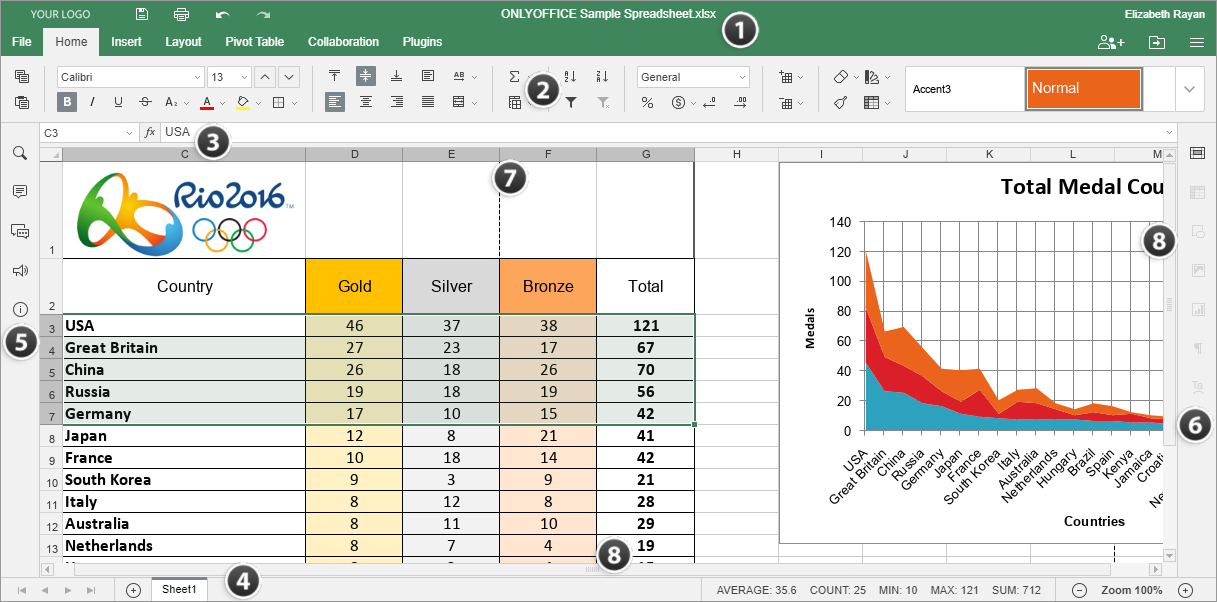 YOUR LOGO ONLYOFFICE Sample Spreadsheet.xlsx Elizabeth Rayan
1
File Home Insert Layout Pivot Table Collaboration Plugins
Calibri 13 General
Accent3 Normal
2
C3 fx USA
3
C D E F G H I J K L M
7
1 Rio2016 ™
2 Country Gold Silver Bronze Total
3 USA 46 37 38 121
4 Great Britain 27 23 17 67
5 China 26 18 26 70
6 Russia 19 18 19 56
7 Germany 17 10 15 42
8 Japan 12 8 21 41
9 France 10 18 14 42
10 South Korea 9 3 9 21
11 Italy 8 12 8 28
12 Australia 8 11 10 29
13 Netherlands 8 7 4 19
Total Medal Cou
8
140
120
100
80
60
40
20
0
Medals
USA
Great Britain
China
Russia
Germany
Japan
France
South Korea
Italy
Australia
Netherlands
Hungary
Brazil
Spain
Kenya
Jamaica
Croati
Ne
Countries
5
6
8
4
Sheet1 AVERAGE: 35.6 COUNT: 25 MIN: 10 MAX: 121 SUM: 712 Zoom 100%